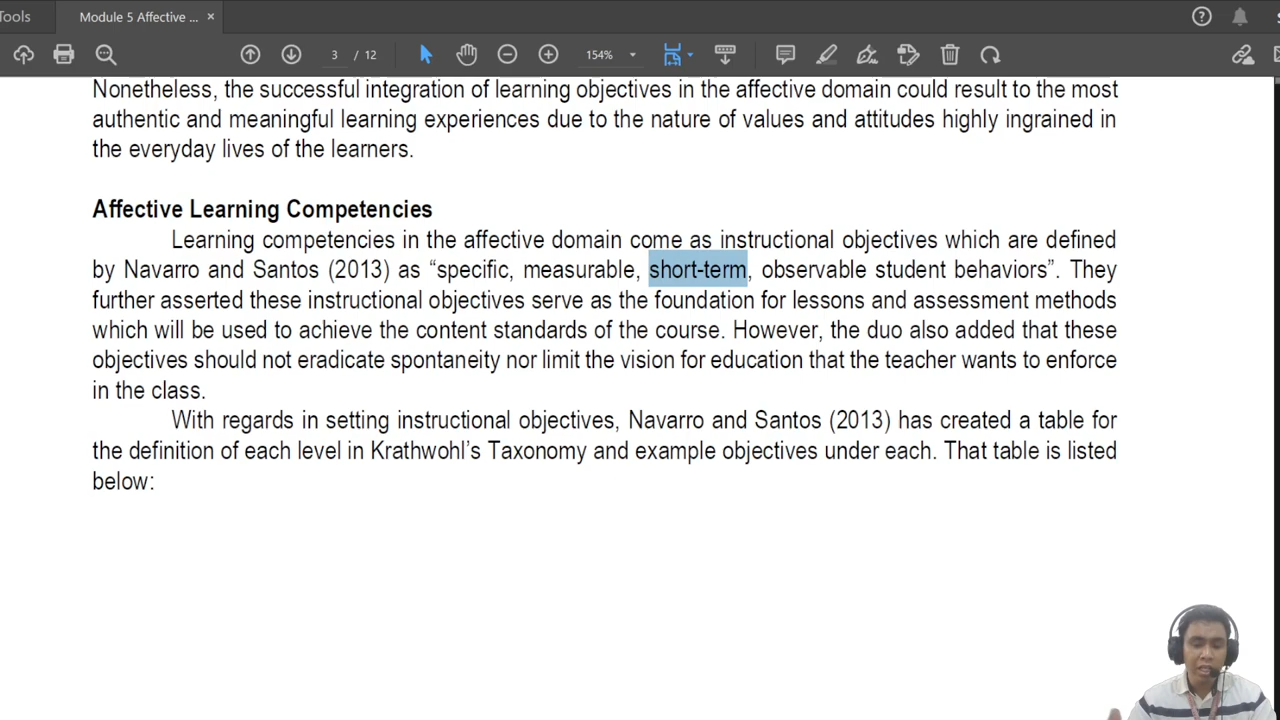 Tools
Module 5 Affective ... ×
3 / 12
154%
Nonetheless, the successful integration of learning objectives in the affective domain could result to the most
authentic and meaningful learning experiences due to the nature of values and attitudes highly ingrained in
the everyday lives of the learners.
Affective Learning Competencies
Learning competencies in the affective domain come as instructional objectives which are defined
by Navarro and Santos (2013) as “specific, measurable, short-term, observable student behaviors”. They
further asserted these instructional objectives serve as the foundation for lessons and assessment methods
which will be used to achieve the content standards of the course. However, the duo also added that these
objectives should not eradicate spontaneity nor limit the vision for education that the teacher wants to enforce
in the class.
With regards in setting instructional objectives, Navarro and Santos (2013) has created a table for
the definition of each level in Krathwohl’s Taxonomy and example objectives under each. That table is listed
below: